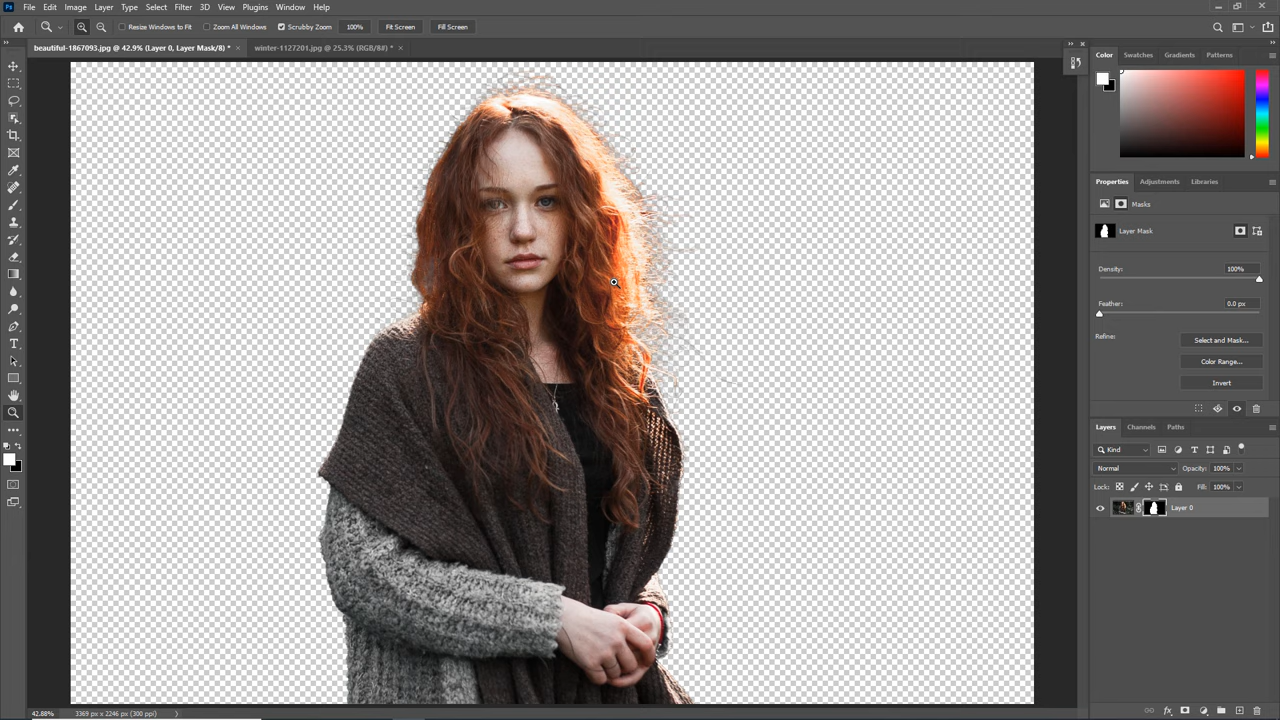 Ps File Edit Image Layer Type Select Filter 3D View Plugins Window Help
Resize Windows to Fit Zoom All Windows Scrubby Zoom 100% Fit Screen Fill Screen
beautiful-1867093.jpg @ 42.9% (Layer 0, Layer Mask/8) * × winter-1127201.jpg @ 25.3% (RGB/8#) * ×
Color Swatches Gradients Patterns
Properties Adjustments Libraries
Masks
Layer Mask
Density: 100%
Feather: 0.0 px
Refine: Select and Mask...
Color Range...
Invert
Layers Channels Paths
Kind
Normal Opacity: 100%
Lock: Fill: 100%
Layer 0
42.88% 3369 px x 2246 px (300 ppi)